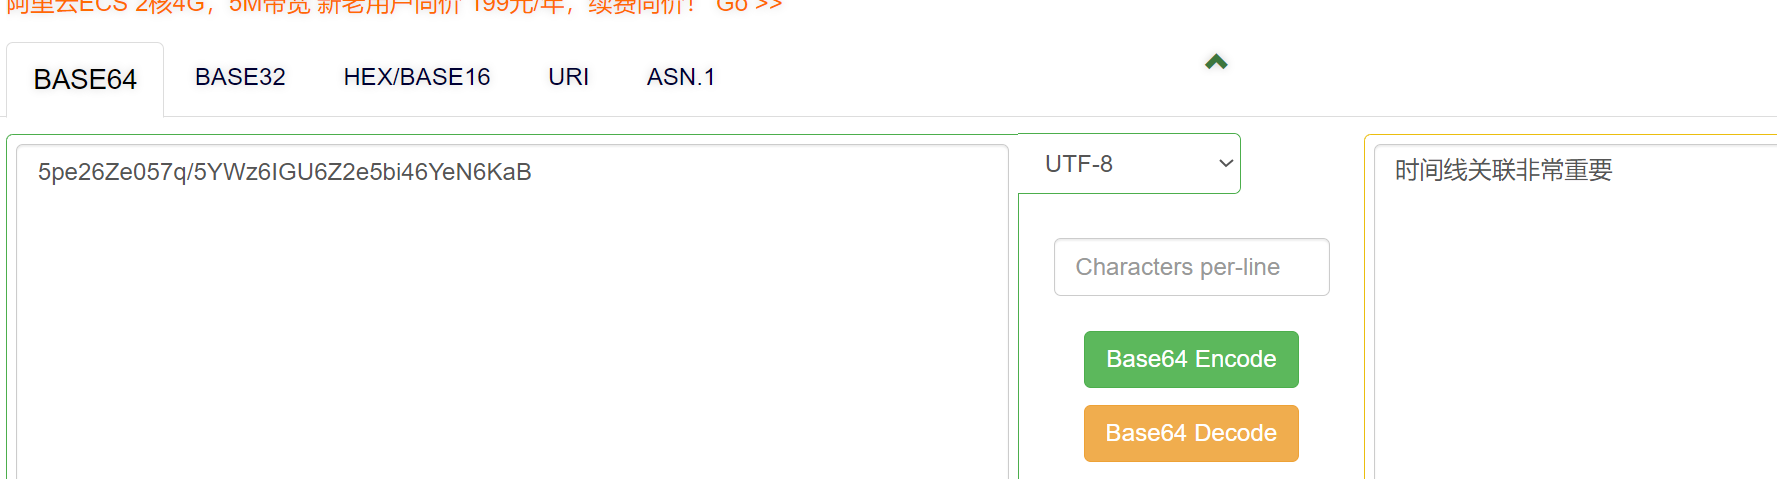 阿里云ECS 2核4G，5M带宽 新老用户同价 199元/年，续费同价！ Go >>
BASE64
BASE32
HEX/BASE16
URI
ASN.1
5pe26Ze057q/5YWz6IGU6Z2e5bi46YeN6KaB
UTF-8
时间线关联非常重要
Characters per-line
Base64 Encode
Base64 Decode